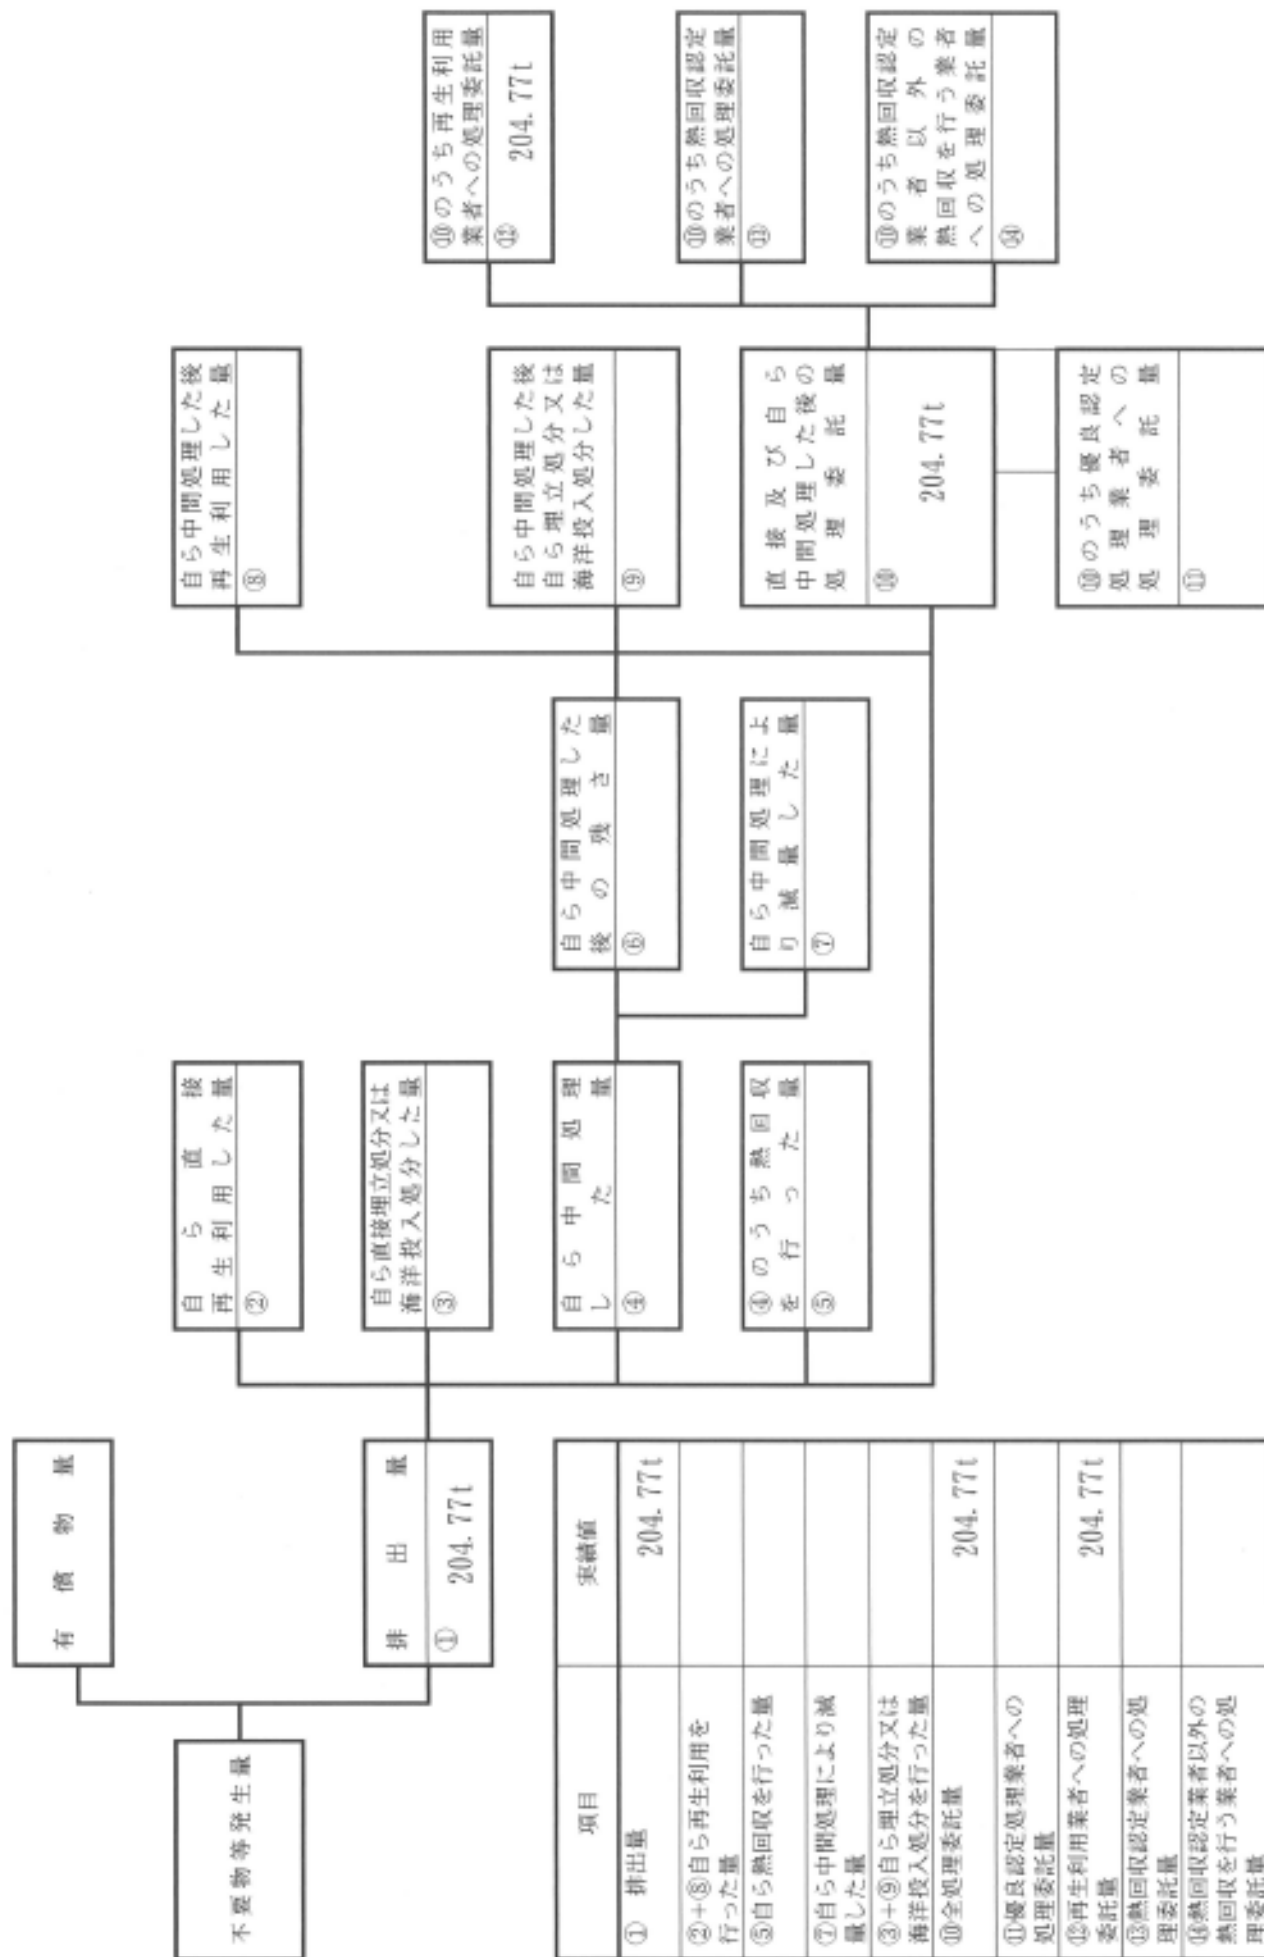 不要物等発生量
有償物量
排出量
① 204.77t
自ら直接
再生利用した量
②
自ら直接埋立処分又は
海洋投入処分した量
③
自ら中間処理
した量
④
④のうち熱回収
を行った量
⑤
自ら中間処理した
後の残さ量
⑥
自ら中間処理によ
り減量した量
⑦
自ら中間処理した後
再生利用した量
⑧
自ら中間処理した後
自ら埋立処分又は
海洋投入処分した量
⑨
直接及び自ら
中間処理した後の
処理委託量
⑩
204.77t
⑩のうち優良認定
処理業者への
処理委託量
⑪
⑩のうち再生利用
業者への処理委託量
⑫
204.77t
⑩のうち熱回収認定
業者への処理委託量
⑬
⑩のうち熱回収認定
業者以外の
熱回収を行う業者
への処理委託量
⑭
項目 実績値
① 排出量 204.77t
②+⑧自ら再生利用を
行った量
⑤自ら熱回収を行った量
⑦自ら中間処理により減
量した量
③+⑨自ら埋立処分又は
海洋投入処分を行った量
⑩全処理委託量 204.77t
⑪優良認定処理業者への
処理委託量
⑫再生利用業者への処理
委託量 204.77t
⑬熱回収認定業者への処
理委託量
⑭熱回収認定業者以外の
熱回収を行う業者への処
理委託量